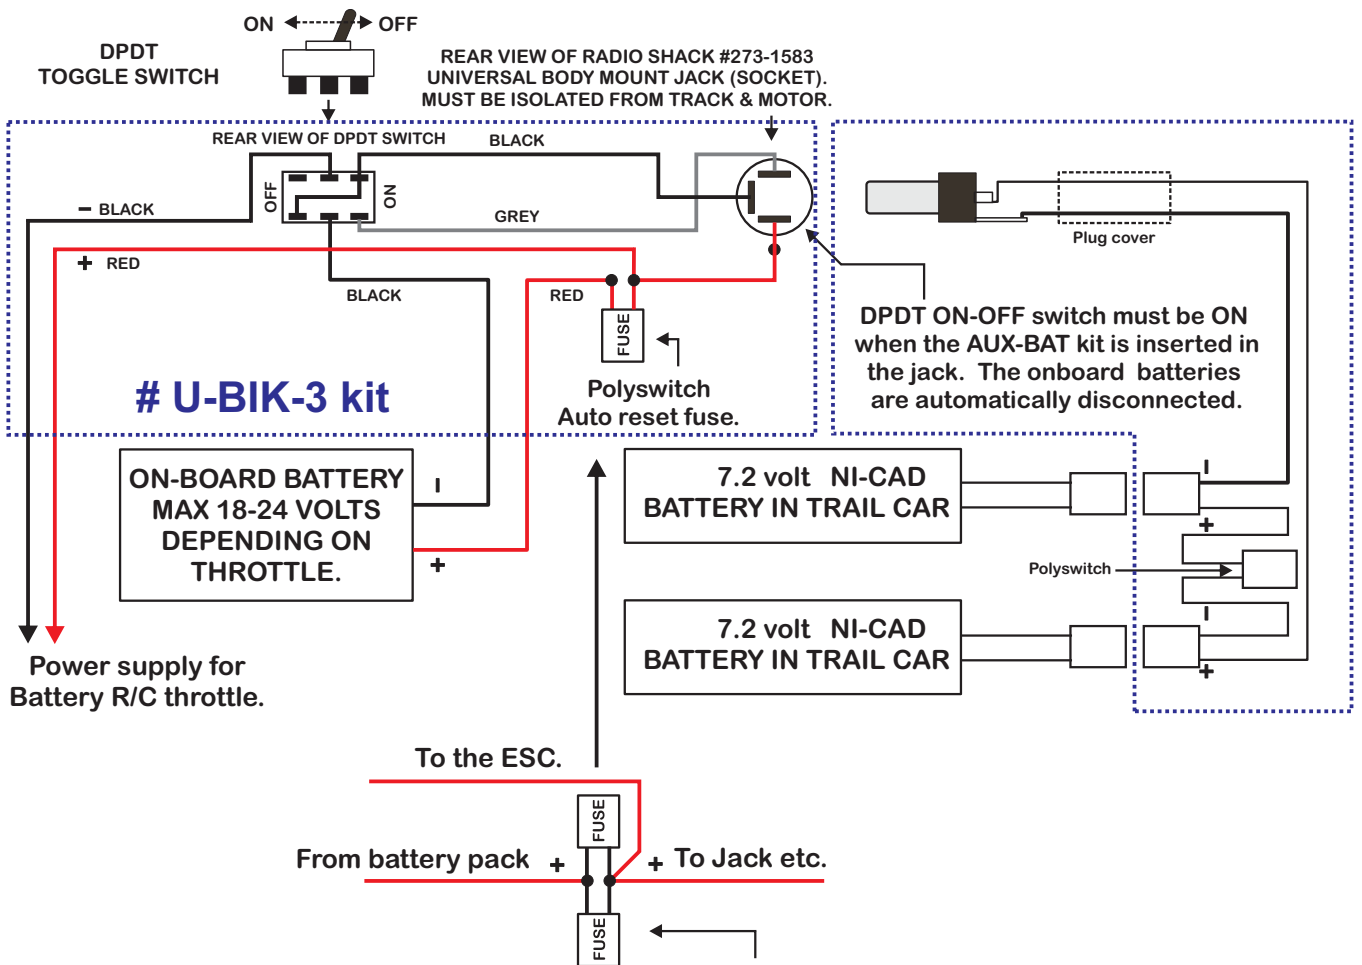 ON
OFF
DPDT
TOGGLE SWITCH
REAR VIEW OF RADIO SHACK #273-1583
UNIVERSAL BODY MOUNT JACK (SOCKET).
MUST BE ISOLATED FROM TRACK & MOTOR.
REAR VIEW OF DPDT SWITCH
BLACK
OFF
ON
– BLACK
GREY
+ RED
BLACK
RED
FUSE
# U-BIK-3 kit
Polyswitch
Auto reset fuse.
Plug cover
DPDT ON-OFF switch must be ON
when the AUX-BAT kit is inserted in
the jack. The onboard batteries
are automatically disconnected.
ON-BOARD BATTERY
MAX 18-24 VOLTS
DEPENDING ON
THROTTLE.
–
+
7.2 volt NI-CAD
BATTERY IN TRAIL CAR
–
+
Polyswitch
7.2 volt NI-CAD
BATTERY IN TRAIL CAR
–
+
Power supply for
Battery R/C throttle.
To the ESC.
FUSE
From battery pack +
+ To Jack etc.
FUSE